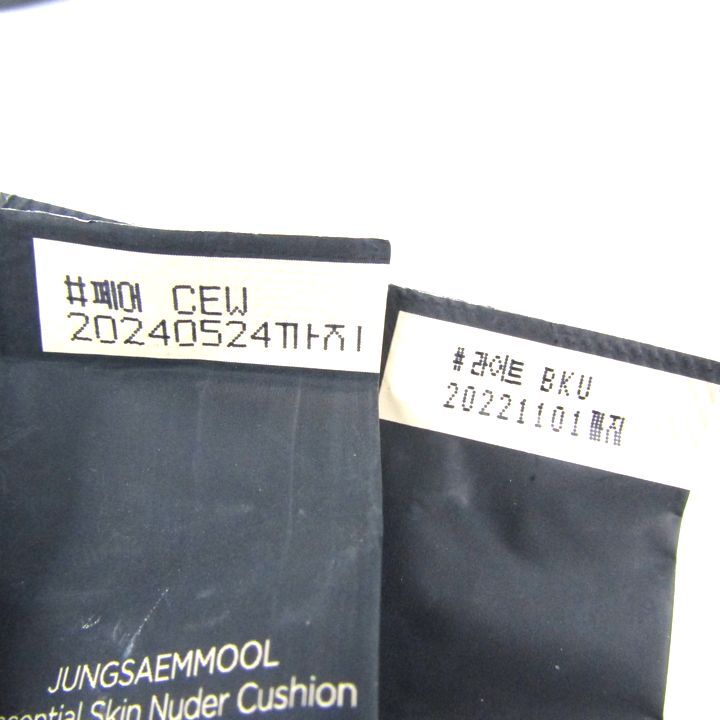 #페어 CEW
20240524까지
#라이트 BKU
20221101까지
JUNGSAEMMOOL
Skin Nuder Cushion